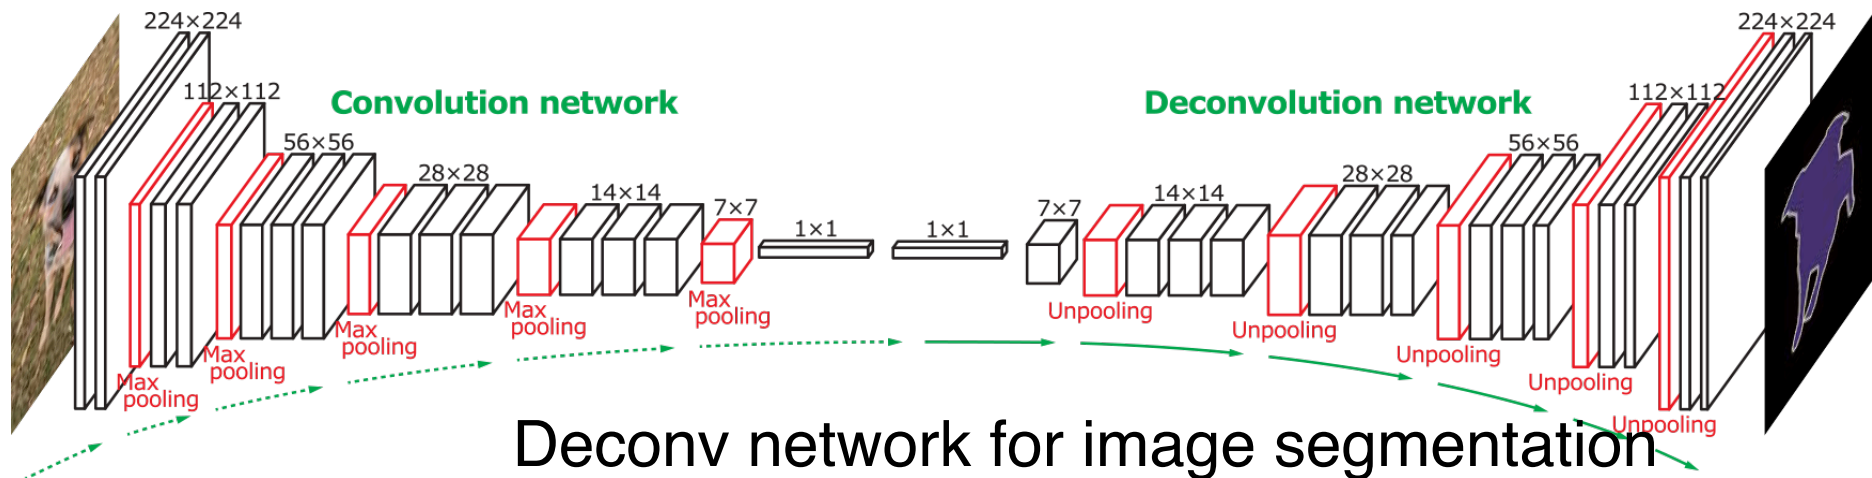 224×224
112×112
Convolution network
56×56
28×28
14×14
7×7
1×1
1×1
7×7
14×14
28×28
56×56
Deconvolution network
112×112
224×224
Max
pooling
Max
pooling
Max
pooling
Max
pooling
Max
pooling
Unpooling
Unpooling
Unpooling
Unpooling
Unpooling
Deconv network for image segmentation